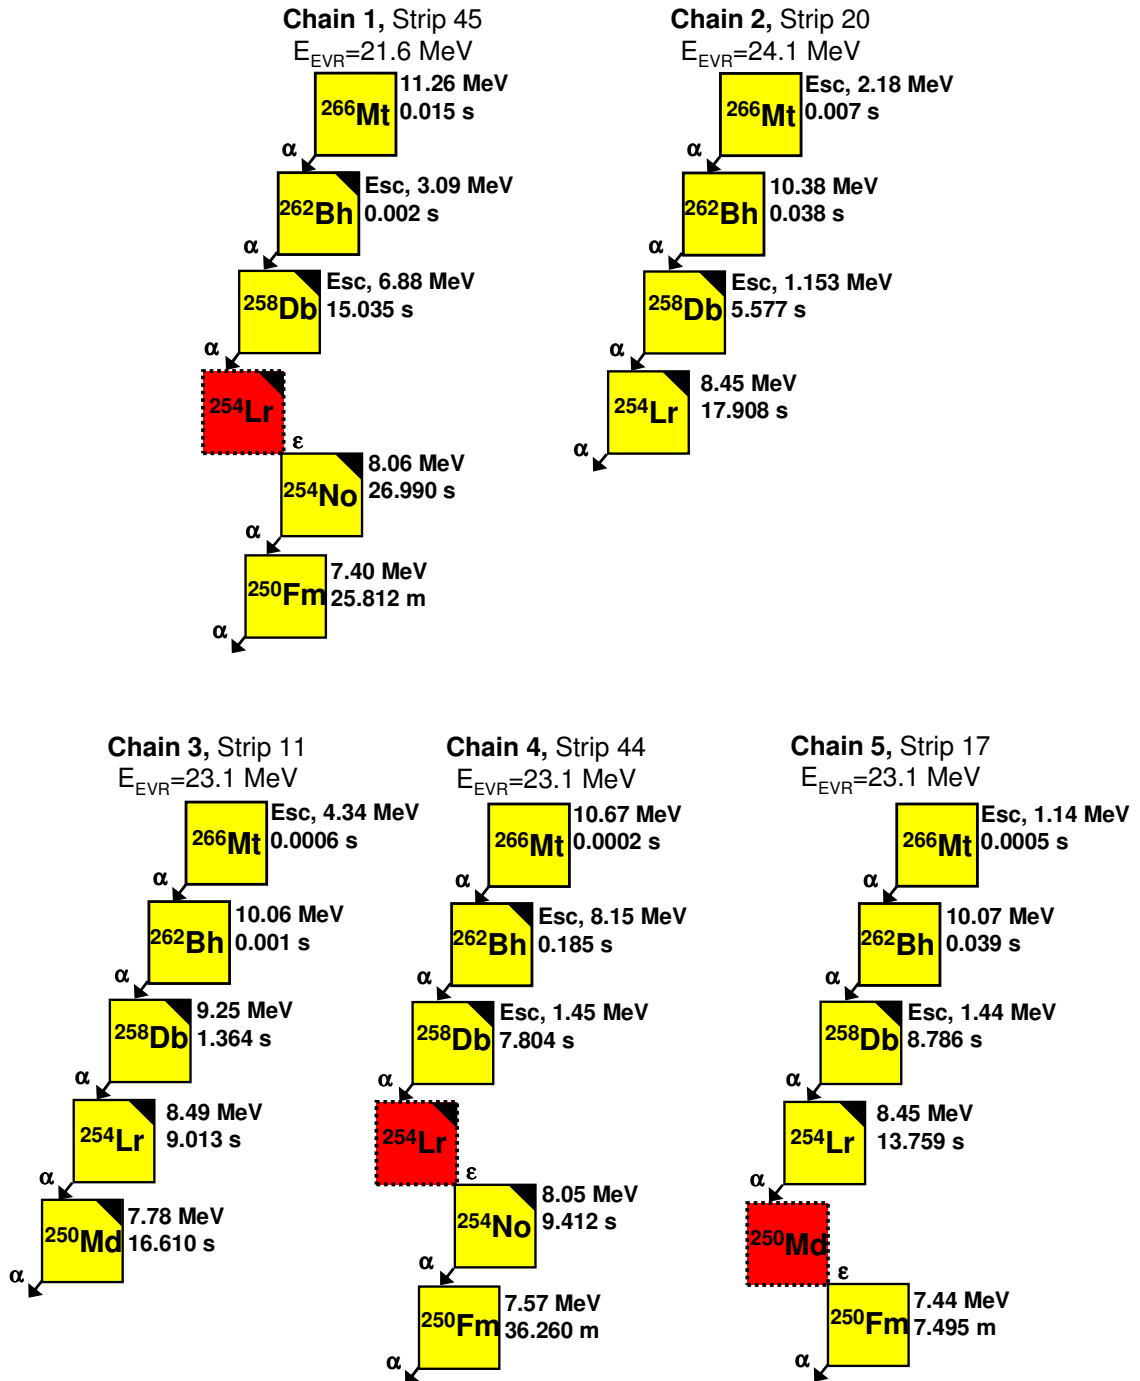 Chain 1, Strip 45
E_EVR=21.6 MeV
266Mt
11.26 MeV
0.015 s
α
262Bh
Esc, 3.09 MeV
0.002 s
α
258Db
Esc, 6.88 MeV
15.035 s
α
254Lr
ε
254No
8.06 MeV
26.990 s
α
250Fm
7.40 MeV
25.812 m
α
Chain 2, Strip 20
E_EVR=24.1 MeV
266Mt
Esc, 2.18 MeV
0.007 s
α
262Bh
10.38 MeV
0.038 s
α
258Db
Esc, 1.153 MeV
5.577 s
α
254Lr
8.45 MeV
17.908 s
α
Chain 3, Strip 11
E_EVR=23.1 MeV
266Mt
Esc, 4.34 MeV
0.0006 s
α
262Bh
10.06 MeV
0.001 s
α
258Db
9.25 MeV
1.364 s
α
254Lr
8.49 MeV
9.013 s
α
250Md
7.78 MeV
16.610 s
α
Chain 4, Strip 44
E_EVR=23.1 MeV
266Mt
10.67 MeV
0.0002 s
α
262Bh
Esc, 8.15 MeV
0.185 s
α
258Db
Esc, 1.45 MeV
7.804 s
α
254Lr
ε
254No
8.05 MeV
9.412 s
α
250Fm
7.57 MeV
36.260 m
α
Chain 5, Strip 17
E_EVR=23.1 MeV
266Mt
Esc, 1.14 MeV
0.0005 s
α
262Bh
10.07 MeV
0.039 s
α
258Db
Esc, 1.44 MeV
8.786 s
α
254Lr
8.45 MeV
13.759 s
α
250Md
ε
250Fm
7.44 MeV
7.495 m
α